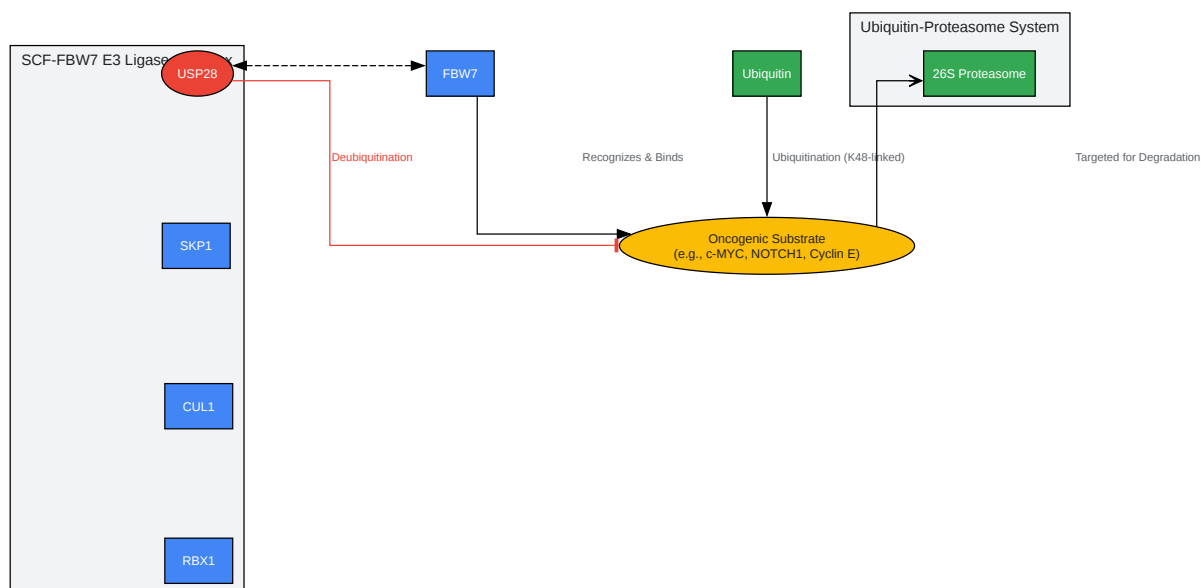 Ubiquitin-Proteasome System
SCF-FBW7 E3 Ligase x
USP28
FBW7
Ubiquitin
26S Proteasome
Deubiquitination
Recognizes & Binds
Ubiquitination (K48-linked)
Targeted for Degradation
SKP1
Oncogenic Substrate
(e.g., c-MYC, NOTCH1, Cyclin E)
CUL1
RBX1